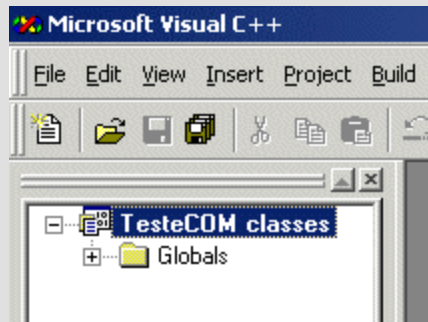 Microsoft Visual C++
File Edit View Insert Project Build
TesteCOM classes
Globals